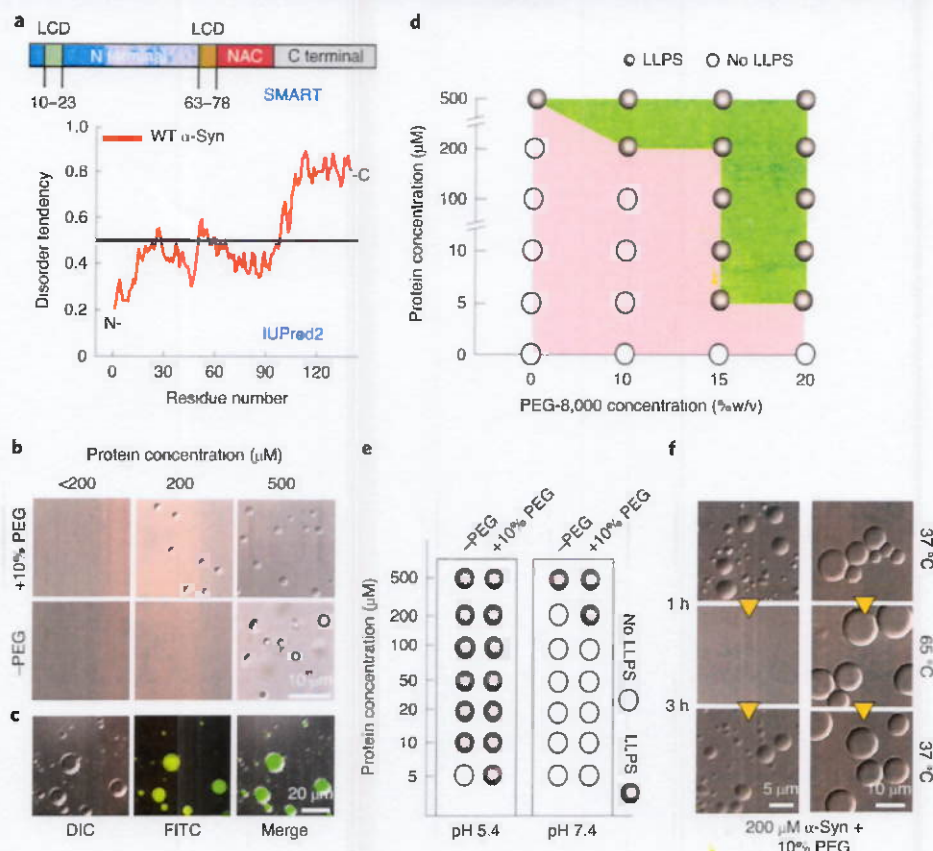 a
LCD
LCD
N terminal
NAC
C terminal
10–23
63–78
SMART
WT α-Syn
1.0
0.8
0.6
0.4
0.2
0
-C
N-
IUPred2
Disorder tendency
0
30
60
90
120
Residue number
d
LLPS
No LLPS
Protein concentration (μM)
500
200
100
10
5
0
0
10
15
20
PEG-8,000 concentration (% w/v)
b
Protein concentration (μM)
<200
200
500
+10% PEG
–PEG
10 μm
c
20 μm
DIC
FITC
Merge
e
–PEG
+10% PEG
–PEG
+10% PEG
Protein concentration (μM)
500
200
100
50
20
10
5
pH 5.4
pH 7.4
No LLPS
LLPS
f
37 °C
1 h
65 °C
3 h
37 °C
5 μm
10 μm
200 μM α-Syn +
10% PEG